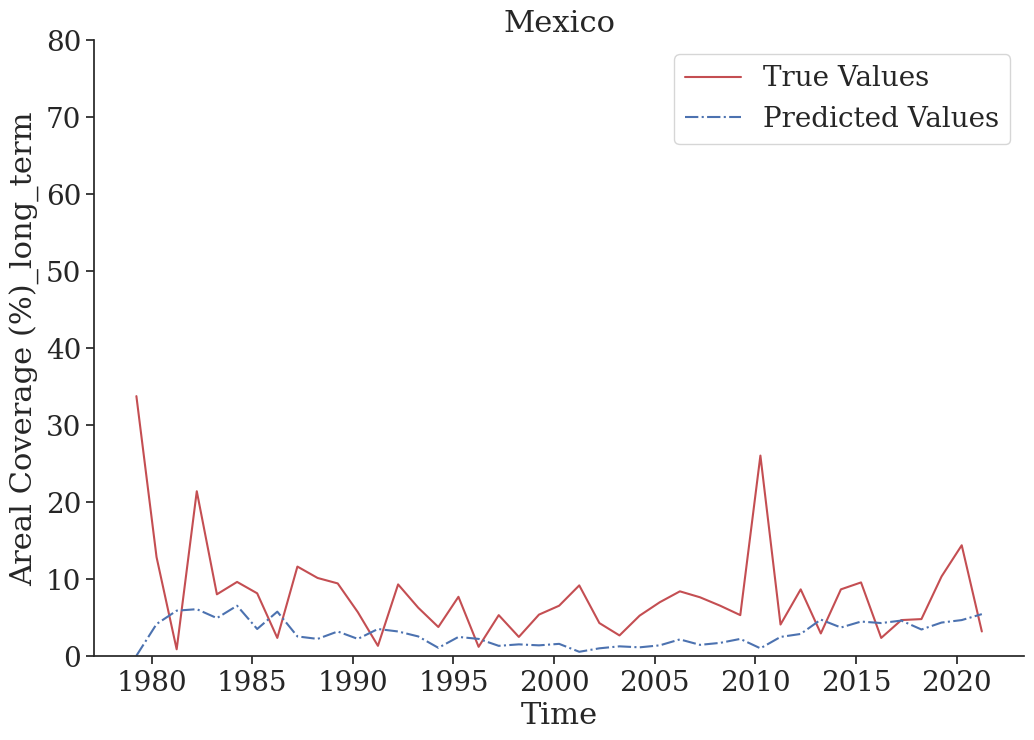 Mexico
80
70
60
50
40
30
20
10
0
Areal Coverage (%)_long_term
True Values
Predicted Values
1980 1985 1990 1995 2000 2005 2010 2015 2020
Time